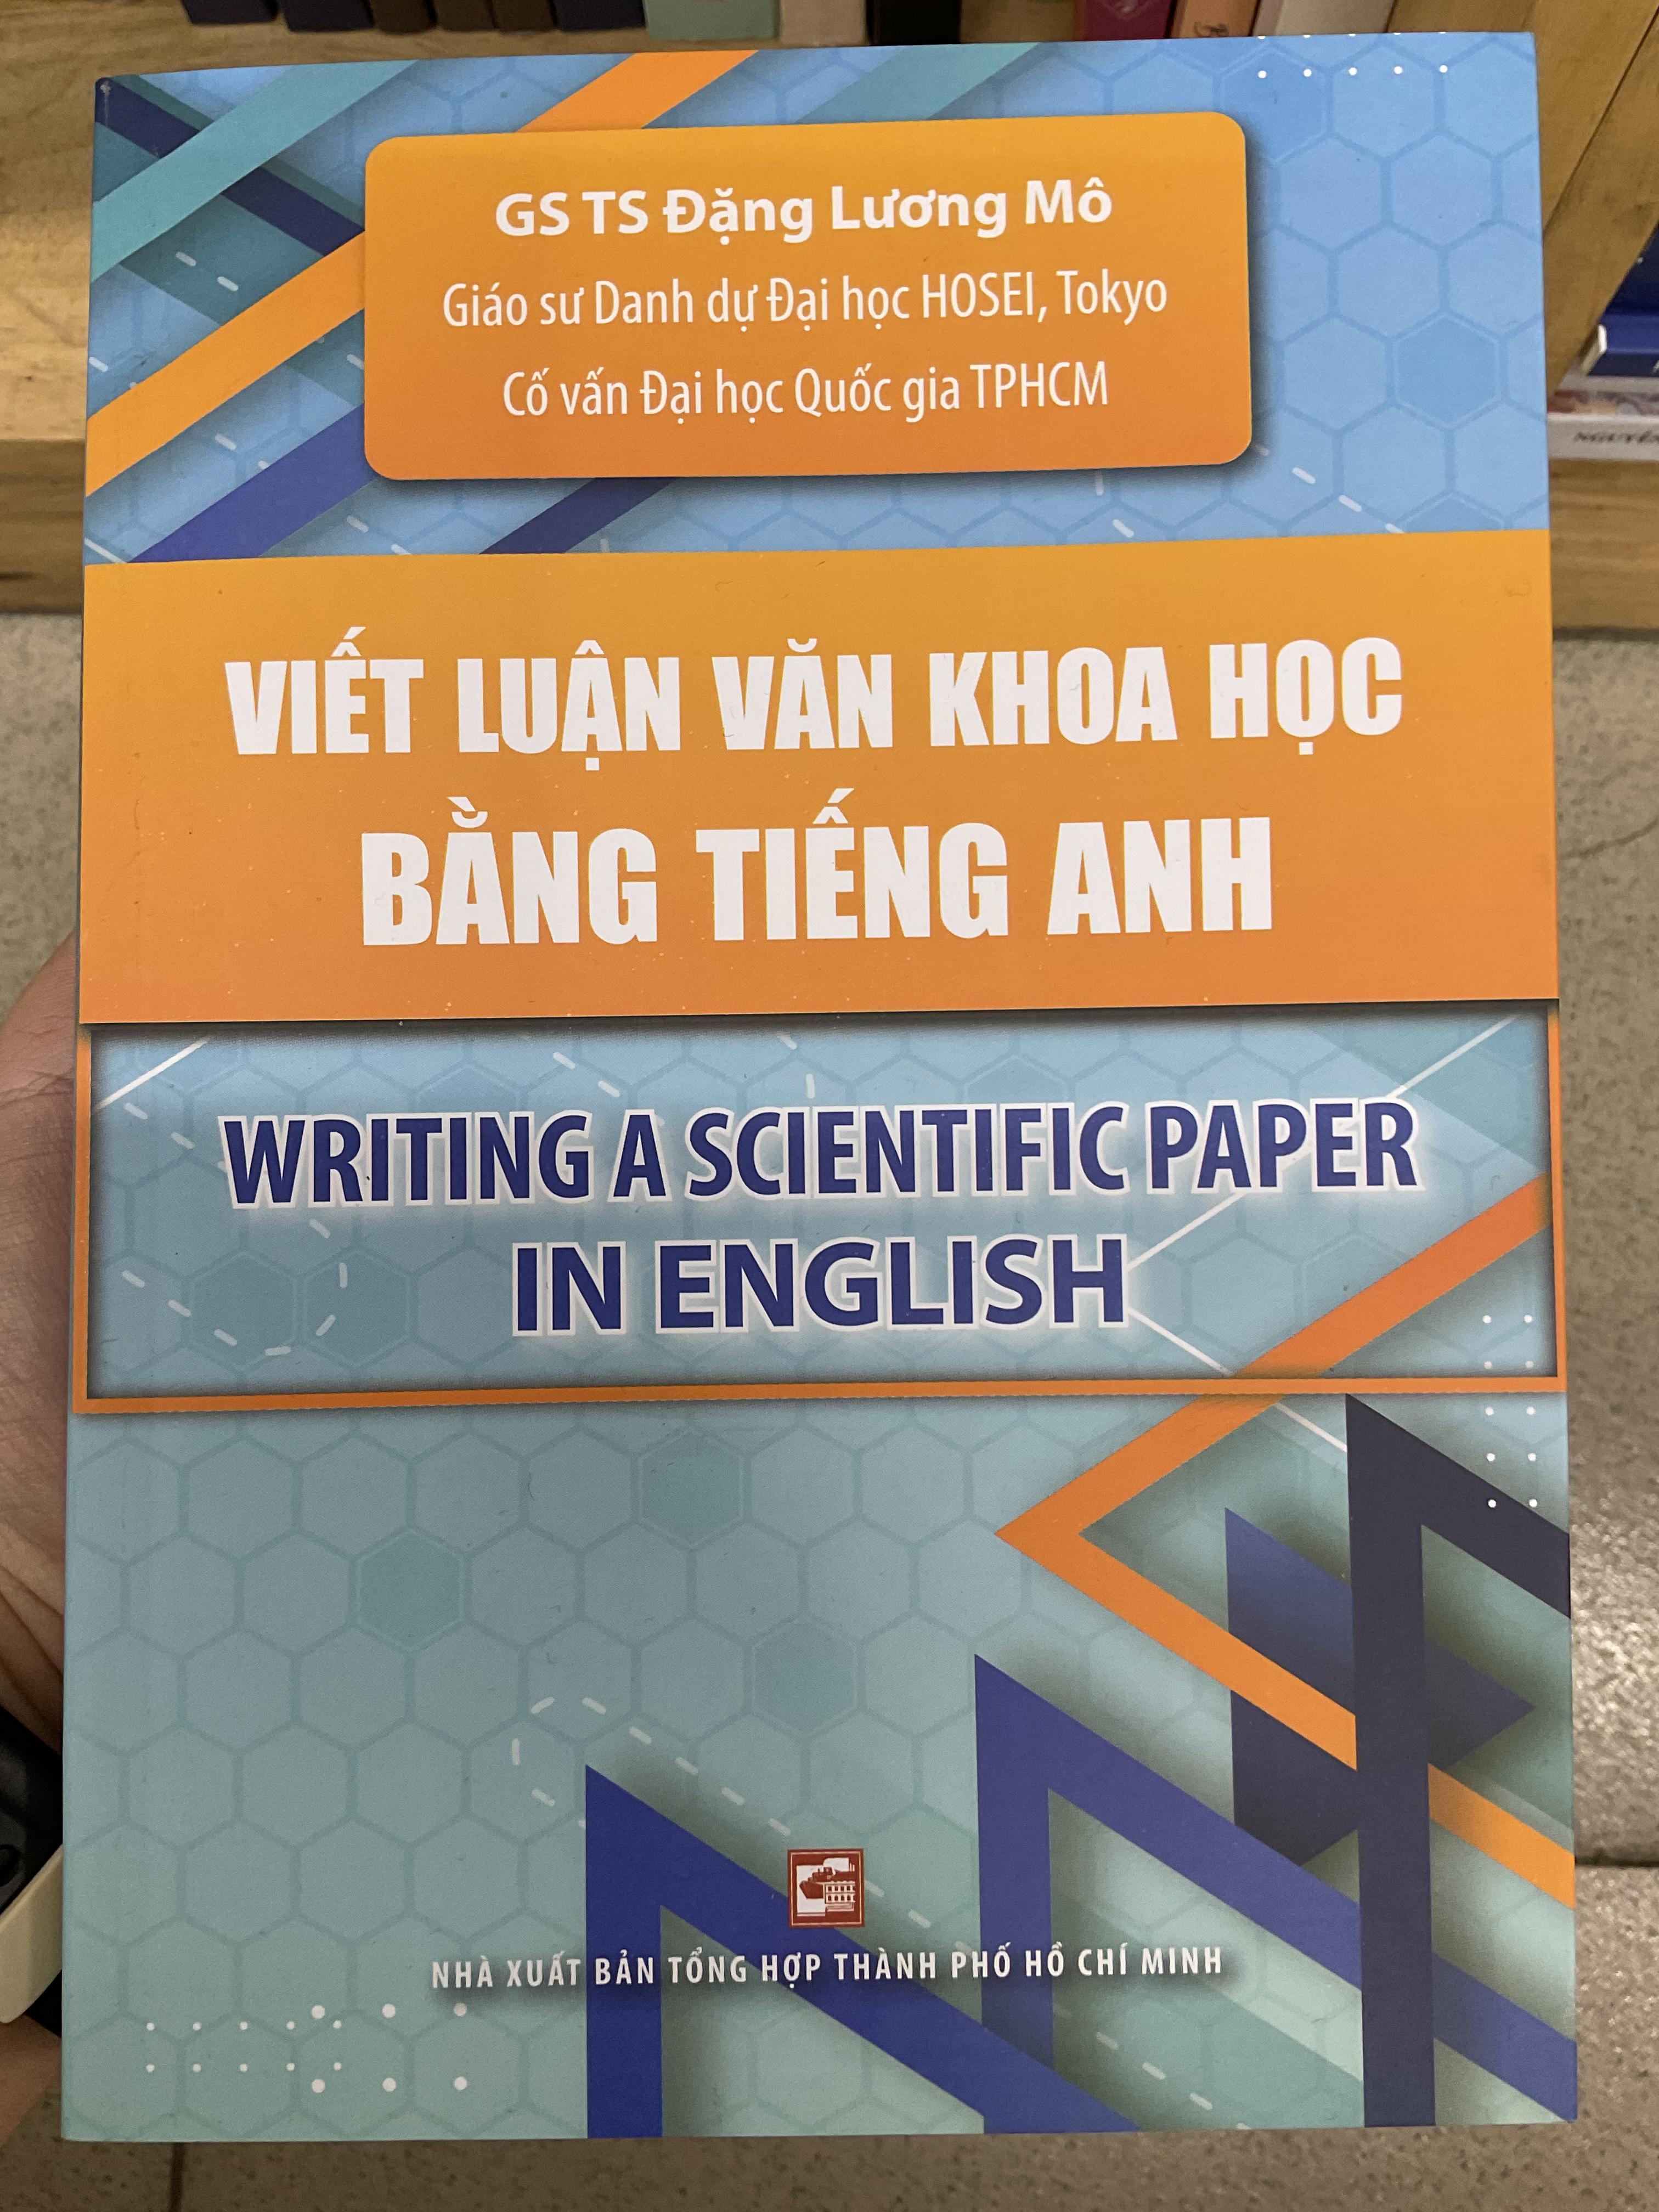 GS TS Đặng Lương Mô
Giáo sư Danh dự Đại học HOSEI, Tokyo
Cố vấn Đại học Quốc gia TPHCM
VIẾT LUẬN VĂN KHOA HỌC
BẰNG TIẾNG ANH
WRITING A SCIENTIFIC PAPER
IN ENGLISH
NHÀ XUẤT BẢN TỔNG HỢP THÀNH PHỐ HỒ CHÍ MINH